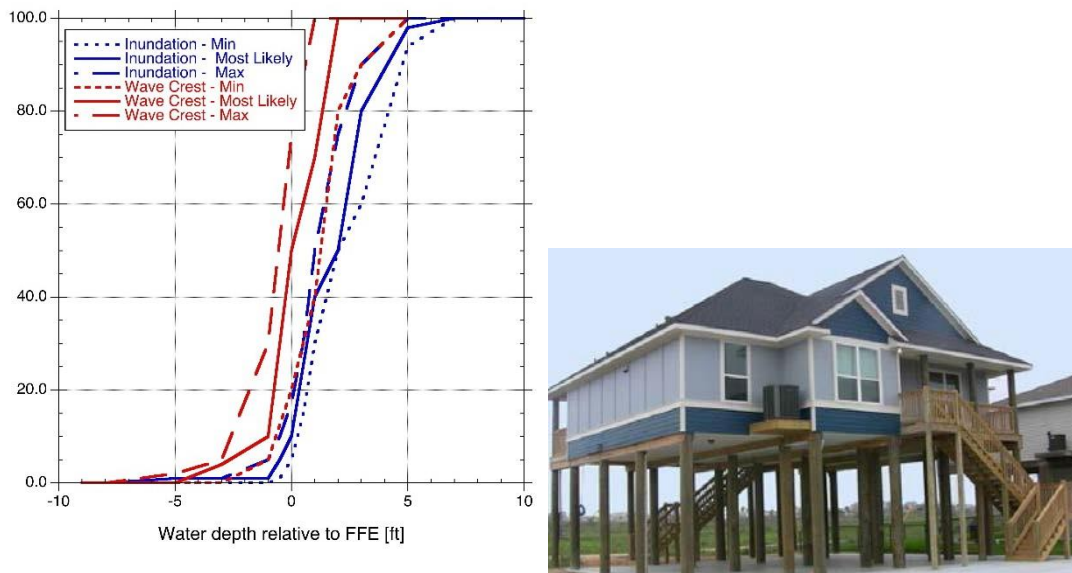 100.0
Inundation - Min
Inundation - Most Likely
Inundation - Max
Wave Crest - Min
Wave Crest - Most Likely
Wave Crest - Max
80.0
60.0
40.0
20.0
0.0
-10 -5 0 5 10
Water depth relative to FFE [ft]